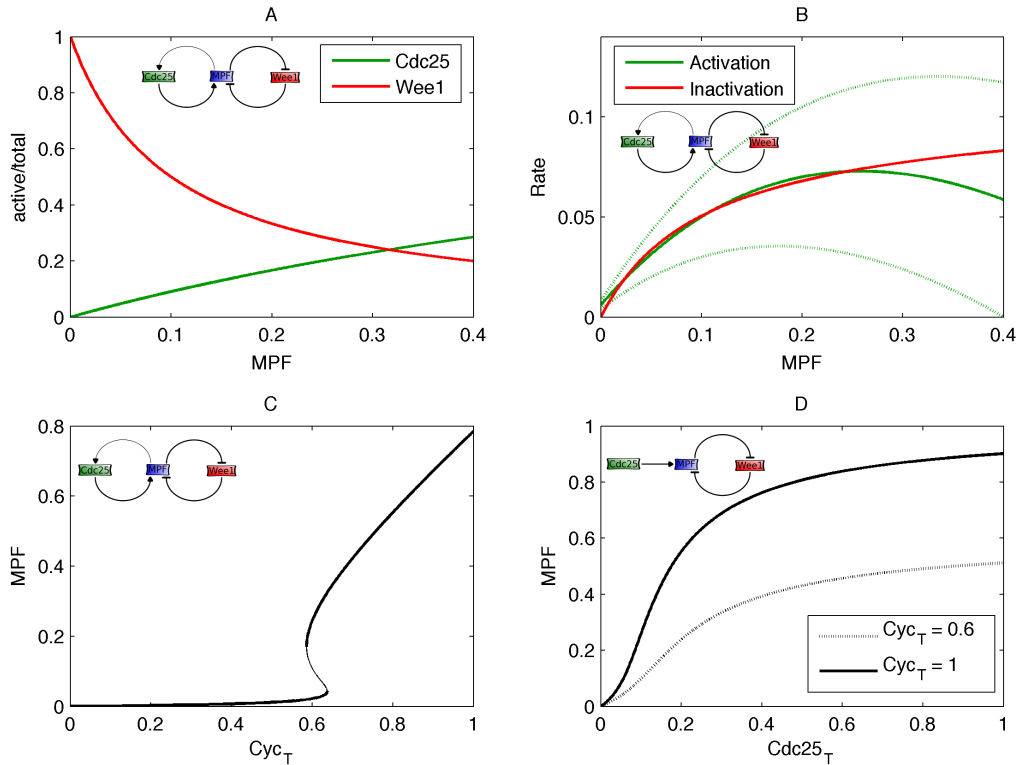 A
active/total
1
0.8
0.6
0.4
0.2
0
0 0.1 0.2 0.3 0.4
MPF
Cdc25
Wee1
Cdc25 MPF Wee1
B
Rate
0.1
0.05
0
0 0.1 0.2 0.3 0.4
MPF
Activation
Inactivation
Cdc25 MPF Wee1
C
MPF
0.8
0.6
0.4
0.2
0
0 0.2 0.4 0.6 0.8 1
Cyc_T
Cdc25 MPF Wee1
D
MPF
1
0.8
0.6
0.4
0.2
0
0 0.2 0.4 0.6 0.8 1
Cdc25_T
Cdc25 MPF Wee1
Cyc_T = 0.6
Cyc_T = 1